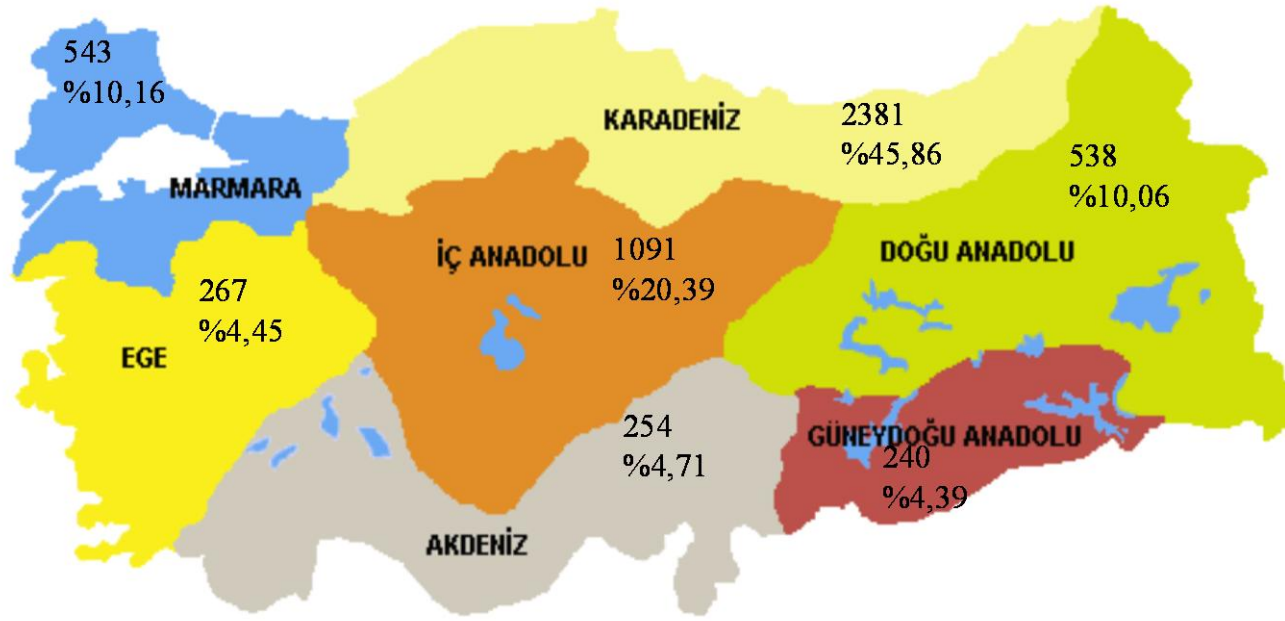 543
%10,16
MARMARA
KARADENİZ
2381
%45,86
538
%10,06
DOĞU ANADOLU
İÇ ANADOLU
1091
%20,39
267
%4,45
EGE
254
%4,71
AKDENİZ
GÜNEYDOĞU ANADOLU
240
%4,39